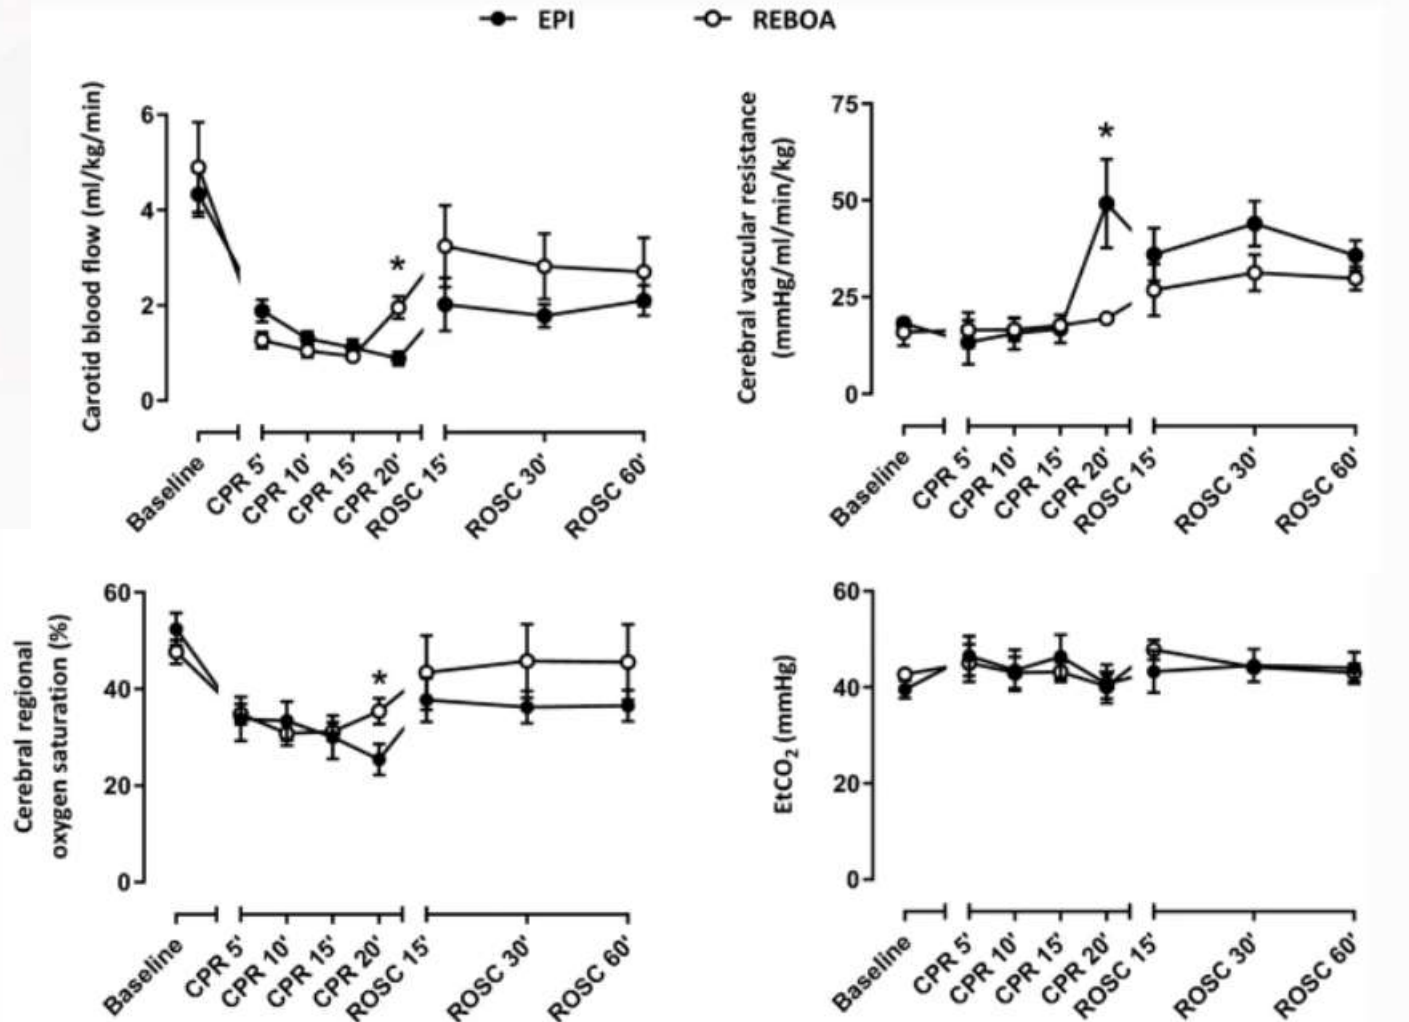 EPI
REBOA
Carotid blood flow (ml/kg/min)
6
4
2
0
Baseline
CPR 5'
CPR 10'
CPR 15'
CPR 20'
ROSC 15'
ROSC 30'
ROSC 60'
Cerebral vascular resistance
(mmHg/ml/min/kg)
75
50
25
0
*
*
Baseline
CPR 5'
CPR 10'
CPR 15'
CPR 20'
ROSC 15'
ROSC 30'
ROSC 60'
Cerebral regional
oxygen saturation (%)
60
40
20
0
*
Baseline
CPR 5'
CPR 10'
CPR 15'
CPR 20'
ROSC 15'
ROSC 30'
ROSC 60'
EtCO2 (mmHg)
60
40
20
0
Baseline
CPR 5'
CPR 10'
CPR 15'
CPR 20'
ROSC 15'
ROSC 30'
ROSC 60'